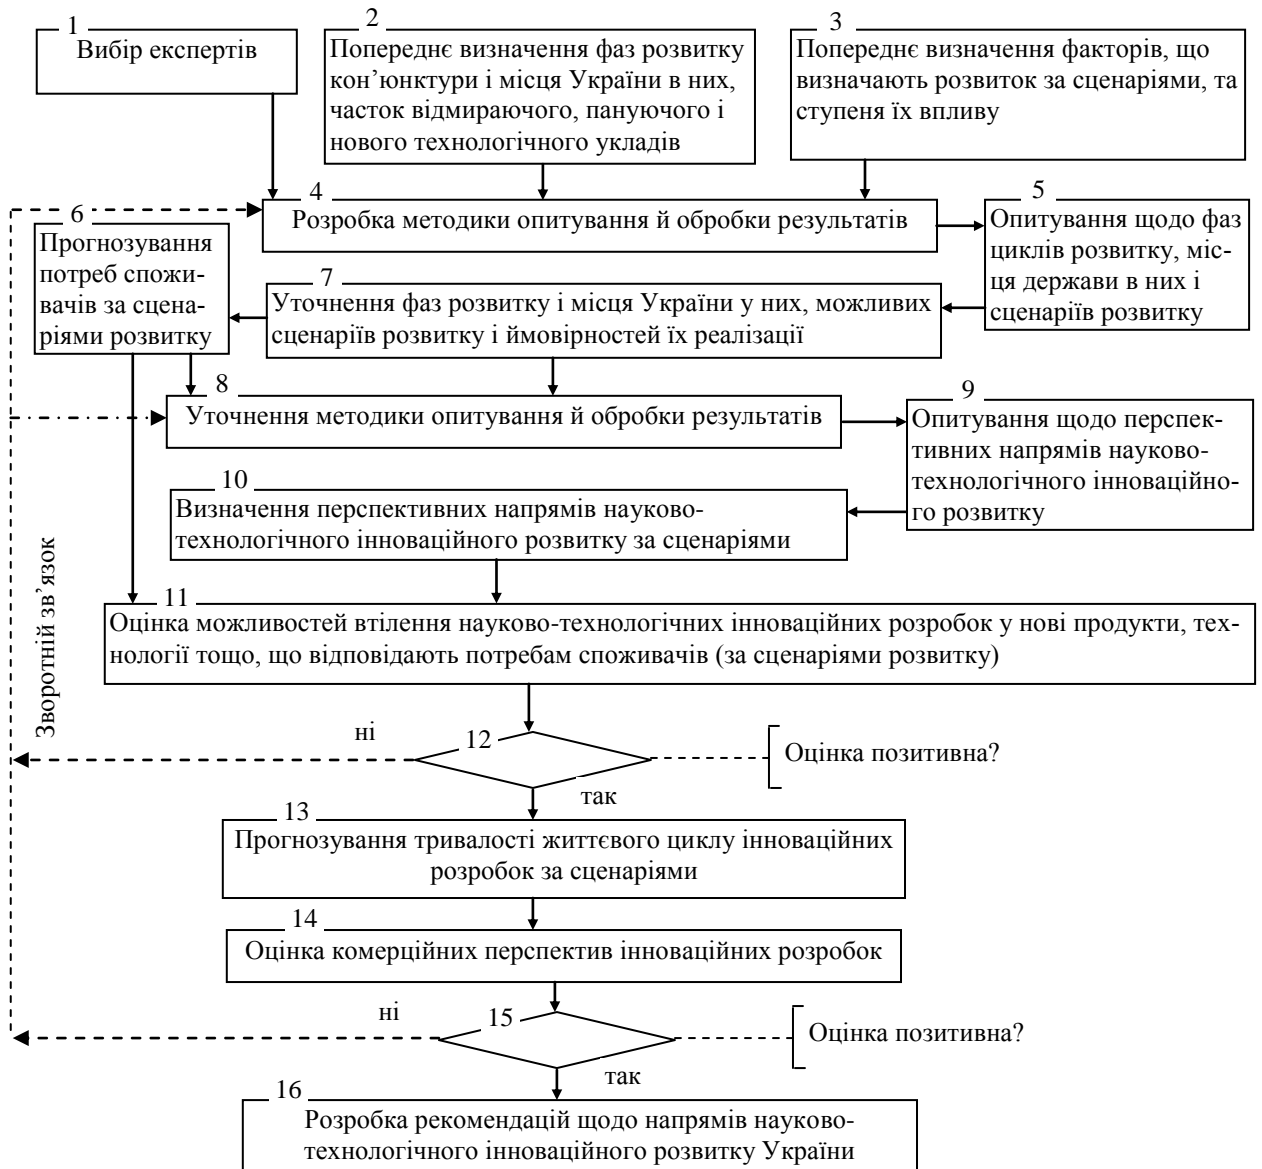 1
Вибір експертів
2
Попереднє визначення фаз розвитку
кон’юнктури і місця України в них,
часток відмираючого, пануючого і
нового технологічного укладів
3
Попереднє визначення факторів, що
визначають розвиток за сценаріями, та
ступеня їх впливу
4
Розробка методики опитування й обробки результатів
5
Опитування щодо фаз
циклів розвитку, міс-
ця держави в них і
сценаріїв розвитку
6
Прогнозування
потреб споживачів
потреб спожи-
вачів за сцена-
ріями розвитку
7
Уточнення фаз розвитку і місця України у них, можливих
сценаріїв розвитку і ймовірностей їх реалізації
8
Уточнення методики опитування й обробки результатів
9
Опитування щодо перспек-
тивних напрямів науково-
технологічного інноваційно-
го розвитку
10
Визначення перспективних напрямів науково-
технологічного інноваційного розвитку за сценаріями
Зворотній зв’язок
11
Оцінка можливостей втілення науково-технологічних інноваційних розробок у нові продукти, тех-
нології тощо, що відповідають потребам споживачів (за сценаріями розвитку)
ні
12
Оцінка позитивна?
так
13
Прогнозування тривалості життєвого циклу інноваційних
розробок за сценаріями
14
Оцінка комерційних перспектив інноваційних розробок
ні
15
Оцінка позитивна?
так
16
Розробка рекомендацій щодо напрямів науково-
технологічного інноваційного розвитку України